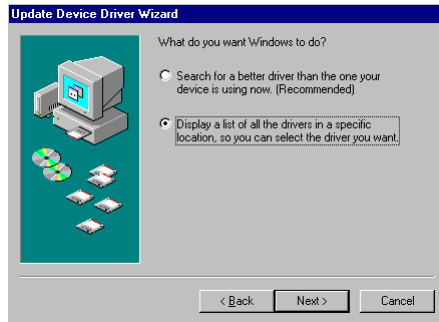 Update Device Driver Wizard
What do you want Windows to do?
Search for a better driver than the one your
device is using now. (Recommended)
Display a list of all the drivers in a specific
location, so you can select the driver you want.
< Back
Next >
Cancel